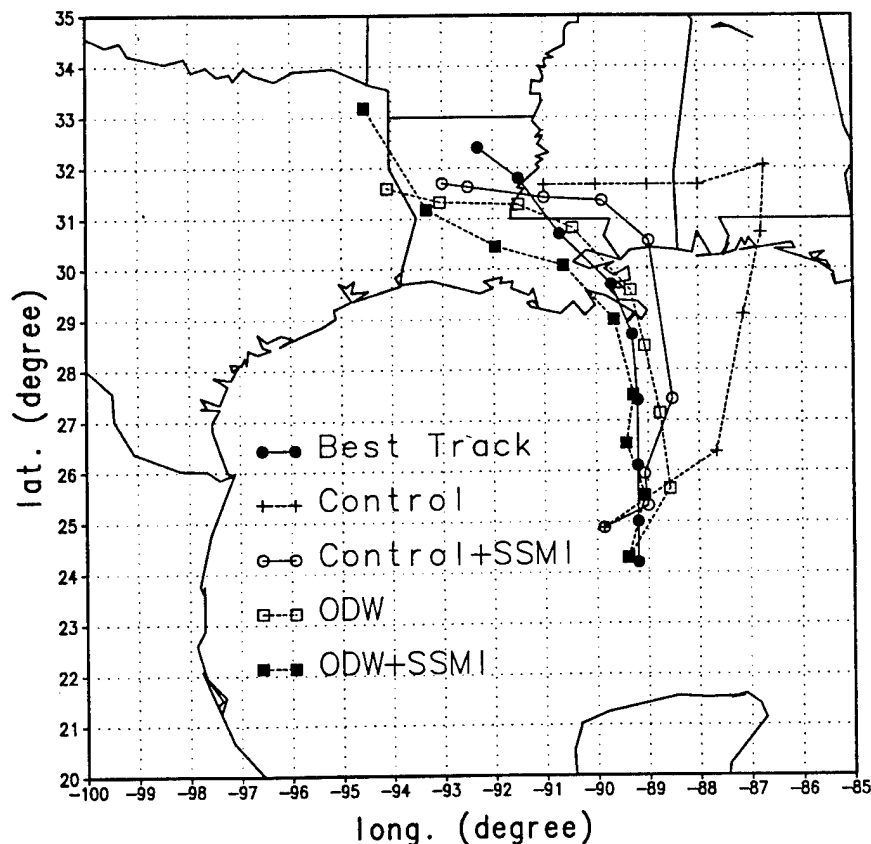 35
34
33
32
31
30
29
28
27
26
25
24
23
22
21
20
lat. (degree)
Best Track
Control
Control+SSMI
ODW
ODW+SSMI
-100 -99 -98 -97 -96 -95 -94 -93 -92 -91 -90 -89 -88 -87 -86 -85
long. (degree)